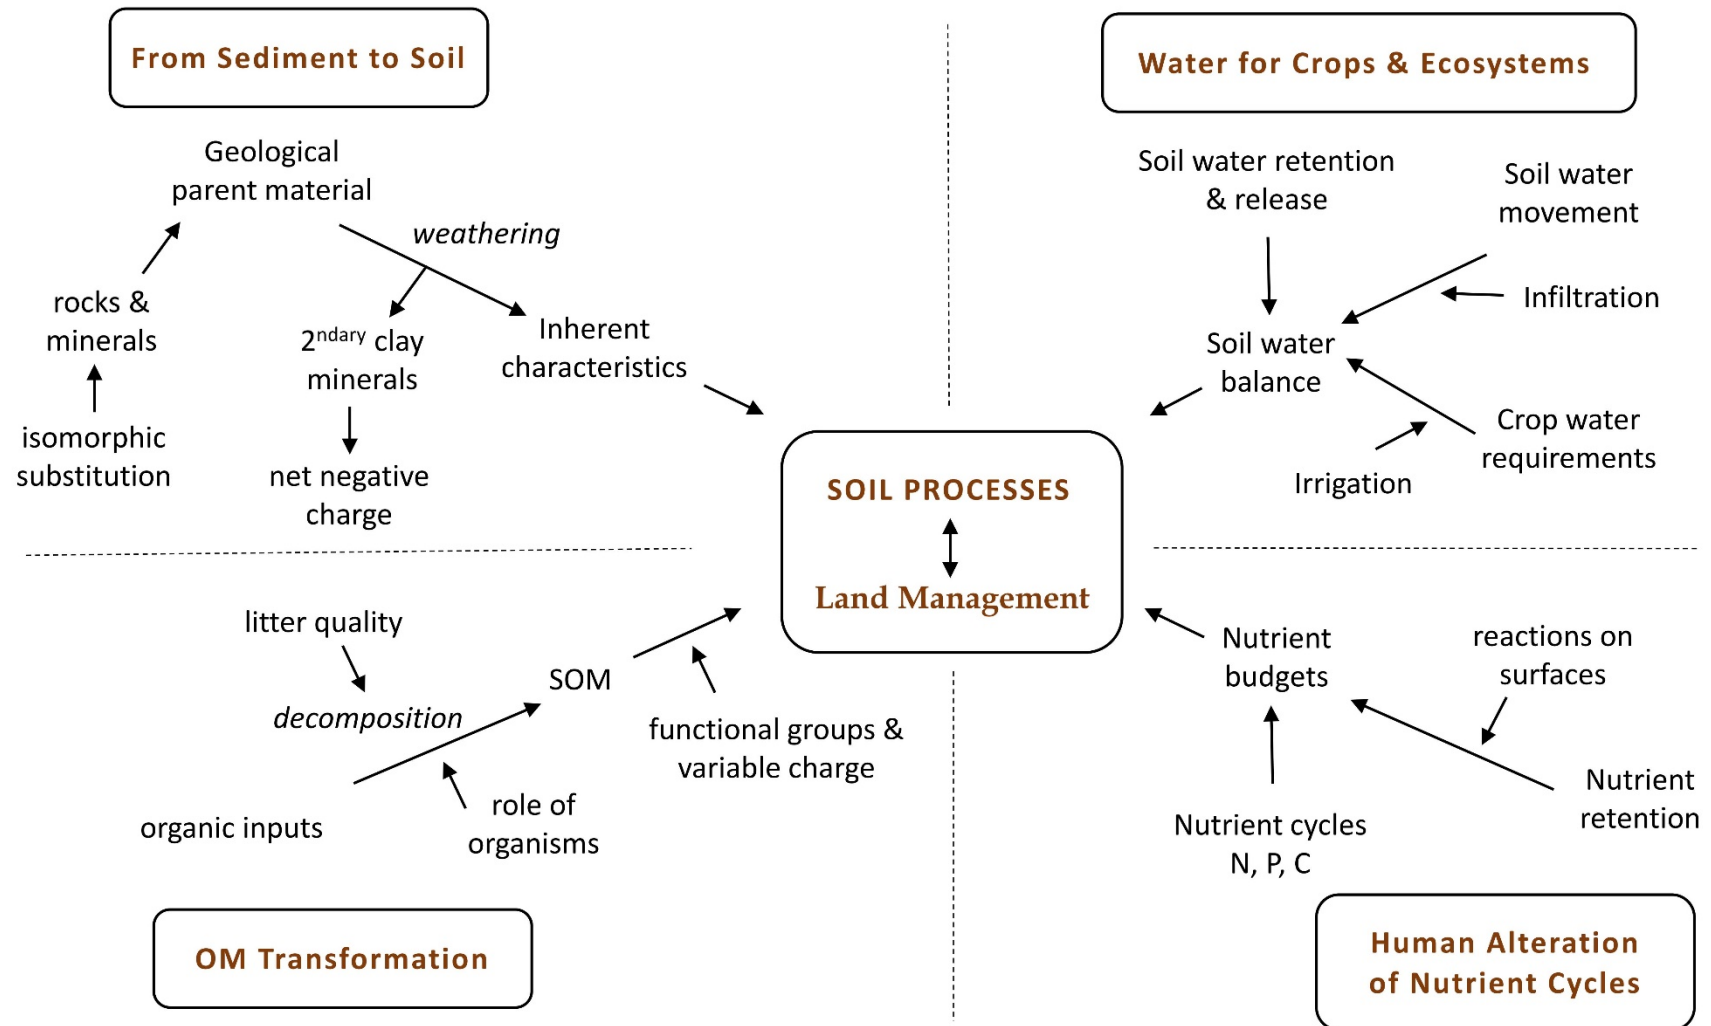 From Sediment to Soil
Geological
parent material
weathering
rocks &
minerals
2ndary clay
minerals
Inherent
characteristics
isomorphic
substitution
net negative
charge
Water for Crops & Ecosystems
Soil water retention
& release
Soil water
movement
Infiltration
Soil water
balance
Crop water
requirements
Irrigation
SOIL PROCESSES
Land Management
litter quality
decomposition
SOM
functional groups &
variable charge
organic inputs
role of
organisms
OM Transformation
Nutrient
budgets
reactions on
surfaces
Nutrient
retention
Nutrient cycles
N, P, C
Human Alteration
of Nutrient Cycles